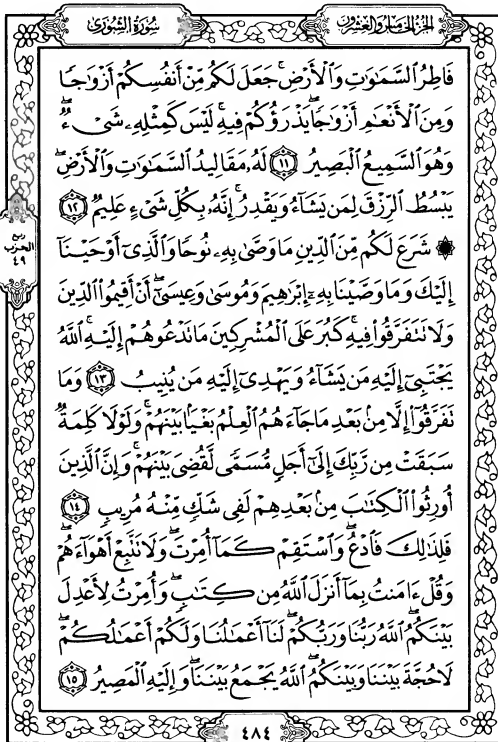 الجزء الخامس والعشرون
سورة الشورى
فَاطِرُ السَّمَٰوَٰتِ وَالْأَرْضِ ۚ جَعَلَ لَكُم مِّنْ أَنفُسِكُمْ أَزْوَٰجًا
وَمِنَ الْأَنْعَٰمِ أَزْوَٰجًا ۖ يَذْرَؤُكُمْ فِيهِ ۚ لَيْسَ كَمِثْلِهِۦ شَىْءٌ ۖ
وَهُوَ السَّمِيعُ الْبَصِيرُ ١١ لَهُۥ مَقَالِيدُ السَّمَٰوَٰتِ وَالْأَرْضِ ۖ
يَبْسُطُ الرِّزْقَ لِمَن يَشَآءُ وَيَقْدِرُ ۚ إِنَّهُۥ بِكُلِّ شَىْءٍ عَلِيمٌ ١٢
۞ شَرَعَ لَكُم مِّنَ الدِّينِ مَا وَصَّىٰ بِهِۦ نُوحًا وَالَّذِىٓ أَوْحَيْنَآ
إِلَيْكَ وَمَا وَصَّيْنَا بِهِۦٓ إِبْرَٰهِيمَ وَمُوسَىٰ وَعِيسَىٰٓ ۖ أَنْ أَقِيمُوا۟ الدِّينَ
وَلَا تَتَفَرَّقُوا۟ فِيهِ ۚ كَبُرَ عَلَى الْمُشْرِكِينَ مَا تَدْعُوهُمْ إِلَيْهِ ۚ اللَّهُ
يَجْتَبِىٓ إِلَيْهِ مَن يَشَآءُ وَيَهْدِىٓ إِلَيْهِ مَن يُنِيبُ ١٣ وَمَا
تَفَرَّقُوٓا۟ إِلَّا مِنۢ بَعْدِ مَا جَآءَهُمُ الْعِلْمُ بَغْيًۢا بَيْنَهُمْ ۚ وَلَوْلَا كَلِمَةٌ
سَبَقَتْ مِن رَّبِّكَ إِلَىٰٓ أَجَلٍ مُّسَمًّى لَّقُضِىَ بَيْنَهُمْ ۚ وَإِنَّ الَّذِينَ
أُورِثُوا۟ الْكِتَٰبَ مِنۢ بَعْدِهِمْ لَفِى شَكٍّ مِّنْهُ مُرِيبٍ ١٤
فَلِذَٰلِكَ فَادْعُ ۖ وَاسْتَقِمْ كَمَآ أُمِرْتَ ۖ وَلَا تَتَّبِعْ أَهْوَآءَهُمْ ۖ
وَقُلْ ءَامَنتُ بِمَآ أَنزَلَ اللَّهُ مِن كِتَٰبٍ ۖ وَأُمِرْتُ لِأَعْدِلَ
بَيْنَكُمُ ۖ اللَّهُ رَبُّنَا وَرَبُّكُمْ ۖ لَنَآ أَعْمَٰلُنَا وَلَكُمْ أَعْمَٰلُكُمْ ۖ
لَا حُجَّةَ بَيْنَنَا وَبَيْنَكُمُ ۖ اللَّهُ يَجْمَعُ بَيْنَنَا ۖ وَإِلَيْهِ الْمَصِيرُ ١٥
ربع
الحزب
٤٩
٤٨٤